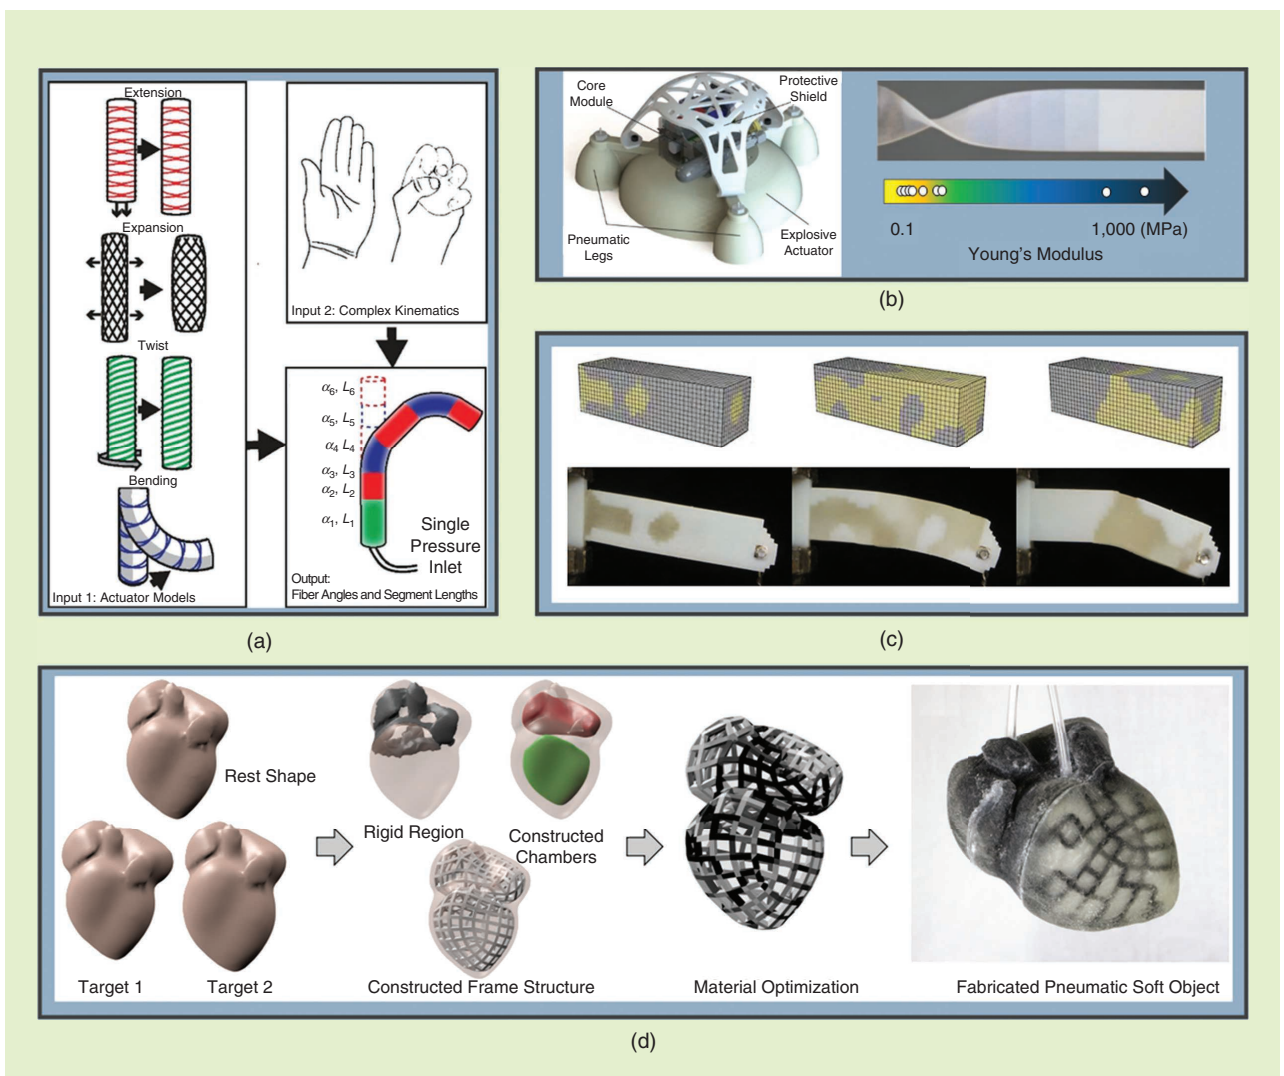 Extension
Expansion
Twist
Bending
Input 1: Actuator Models
Input 2: Complex Kinematics
α6, L6
α5, L5
α4, L4
α3, L3
α2, L2
α1, L1
Single
Pressure
Inlet
Output:
Fiber Angles and Segment Lengths
(a)
Core
Module
Protective
Shield
Pneumatic
Legs
Explosive
Actuator
0.1
1,000 (MPa)
Young's Modulus
(b)
(c)
Rest Shape
Target 1
Target 2
Rigid Region
Constructed
Chambers
Constructed Frame Structure
Material Optimization
Fabricated Pneumatic Soft Object
(d)